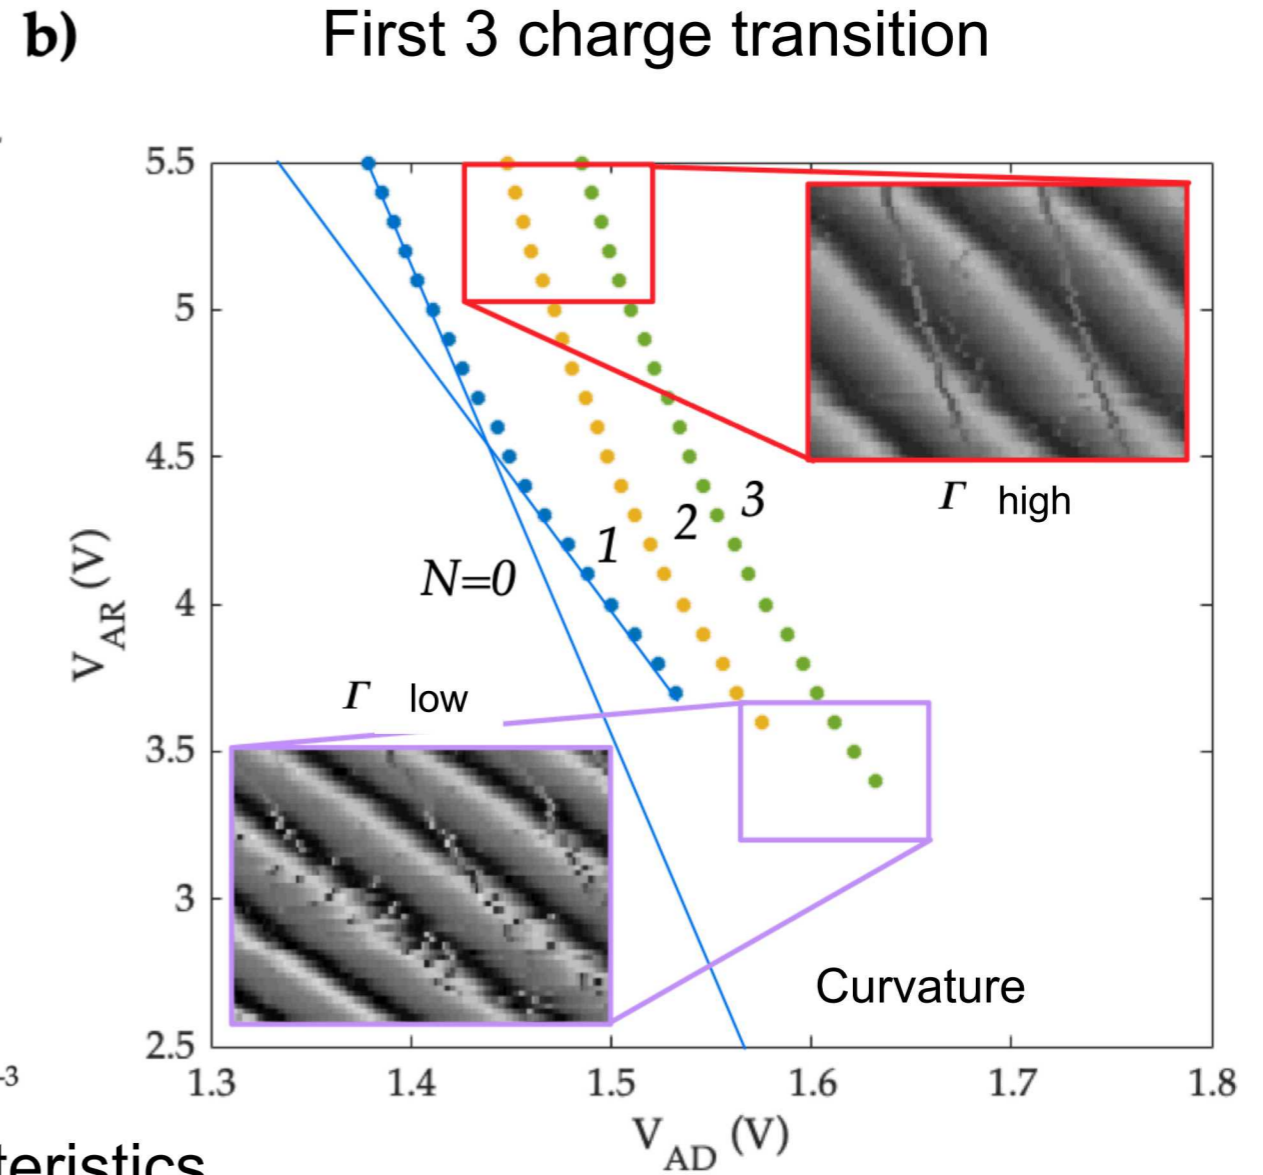 b)
First 3 charge transition
5.5
5
4.5
4
3.5
3
2.5
V_AR (V)
N=0
1
2
3
Γ high
Γ low
Curvature
1.3
1.4
1.5
1.6
1.7
1.8
V_AD (V)
-3
teristics